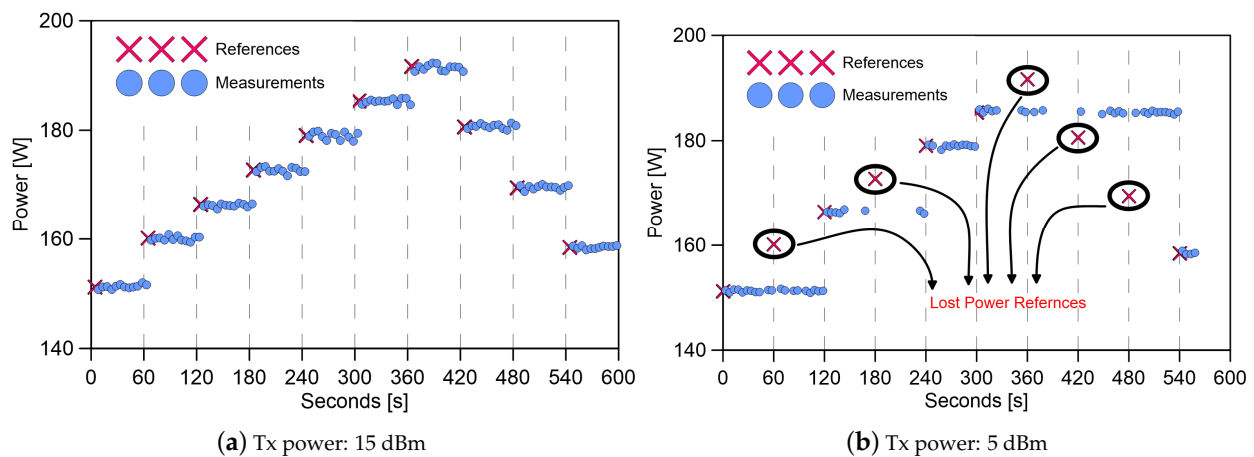 200
References
Measurements
180
160
140
Power [W]
0 60 120 180 240 300 360 420 480 540 600
Seconds [s]
(a) Tx power: 15 dBm
200
References
Measurements
180
160
140
Power [W]
Lost Power Refernces
0 60 120 180 240 300 360 420 480 540 600
Seconds [s]
(b) Tx power: 5 dBm